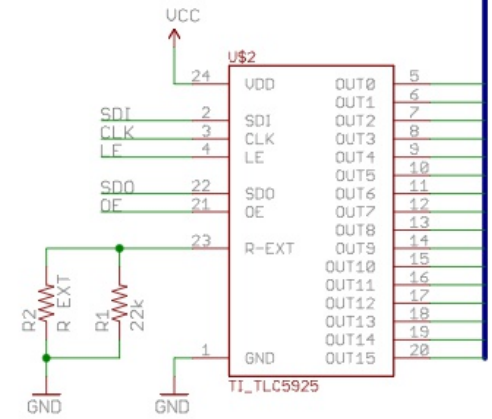 VCC
U$2
24 VDD OUT0 5
OUT1 6
SDI 2 SDI OUT2 7
CLK 3 CLK OUT3 8
LE 4 LE OUT4 9
OUT5 10
SDO 22 SDO OUT6 11
OE 21 OE OUT7 12
OUT8 13
23 R-EXT OUT9 14
OUT10 15
OUT11 16
OUT12 17
R2 R_EXT R1 22k OUT13 18
OUT14 19
1 GND OUT15 20
TI_TLC5925
GND GND